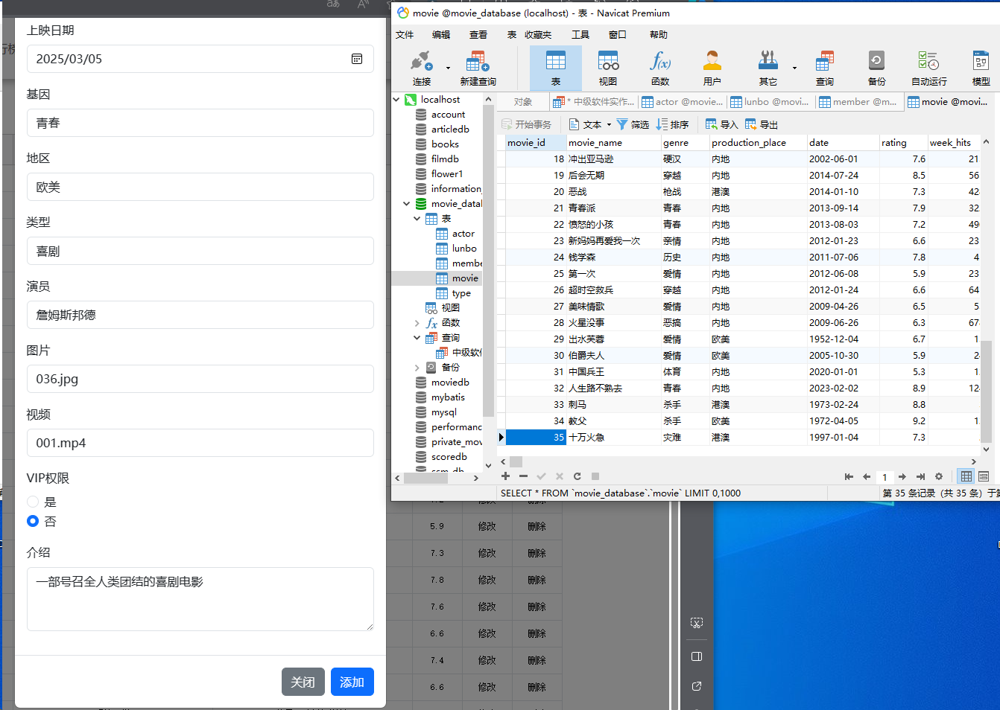 上映日期
2025/03/05
基因
青春
地区
欧美
类型
喜剧
演员
詹姆斯邦德
图片
036.jpg
视频
001.mp4
VIP权限
是
否
介绍
一部号召全人类团结的喜剧电影
关闭 添加
movie @movie_database (localhost) - 表 - Navicat Premium
文件 编辑 查看 表 收藏夹 工具 窗口 帮助
连接 新建查询 表 视图 函数 用户 其它 查询 备份 自动运行 模型
localhost
account
articledb
books
filmdb
flower1
information_
movie_datal
表
actor
lunbo
membe
movie
type
视图
函数
查询
中级软件
备份
moviedb
mybatis
mysql
performanc
private_mov
scoredb
ssm_db
对象 * 中级软件实作... actor @movie... lunbo @movi... member @m... movie @movi...
开始事务 文本 筛选 排序 导入 导出
movie_id movie_name genre production_place date rating week_hits
18 冲出亚马逊 硬汉 内地 2002-06-01 7.6 21
19 后会无期 穿越 内地 2014-07-24 8.5 56
20 恶战 枪战 港澳 2014-01-10 7.3 42
21 青春派 青春 内地 2013-09-14 7.9 32
22 愤怒的小孩 青春 内地 2013-08-03 7.2 49
23 新妈妈再爱我一次 亲情 内地 2012-01-23 6.6 23
24 钱学森 历史 内地 2011-07-06 7.8 4
25 第一次 爱情 内地 2012-06-08 5.9 23
26 超时空救兵 穿越 内地 2012-01-24 6.6 64
27 美味情歌 爱情 内地 2009-04-26 6.5 5
28 火星没事 恶搞 内地 2009-06-26 6.3 67
29 出水芙蓉 爱情 欧美 1952-12-04 6.7 1
30 伯爵夫人 爱情 欧美 2005-10-30 5.9 2
31 中国兵王 体育 内地 2020-01-01 5.3 1
32 人生路不熟去 青春 内地 2023-02-02 8.9 12
33 刺马 杀手 港澳 1973-02-24 8.8
34 教父 杀手 欧美 1972-04-05 9.2 1
35 十万火急 灾难 港澳 1997-01-04 7.3
1
SELECT * FROM `movie_database`.`movie` LIMIT 0,1000
第 35 条记录（共 35 条）于第
5.9 修改 删除
7.3 修改 删除
7.8 修改 删除
7.6 修改 删除
6.6 修改 删除
7.4 修改 删除
6.6 修改 删除